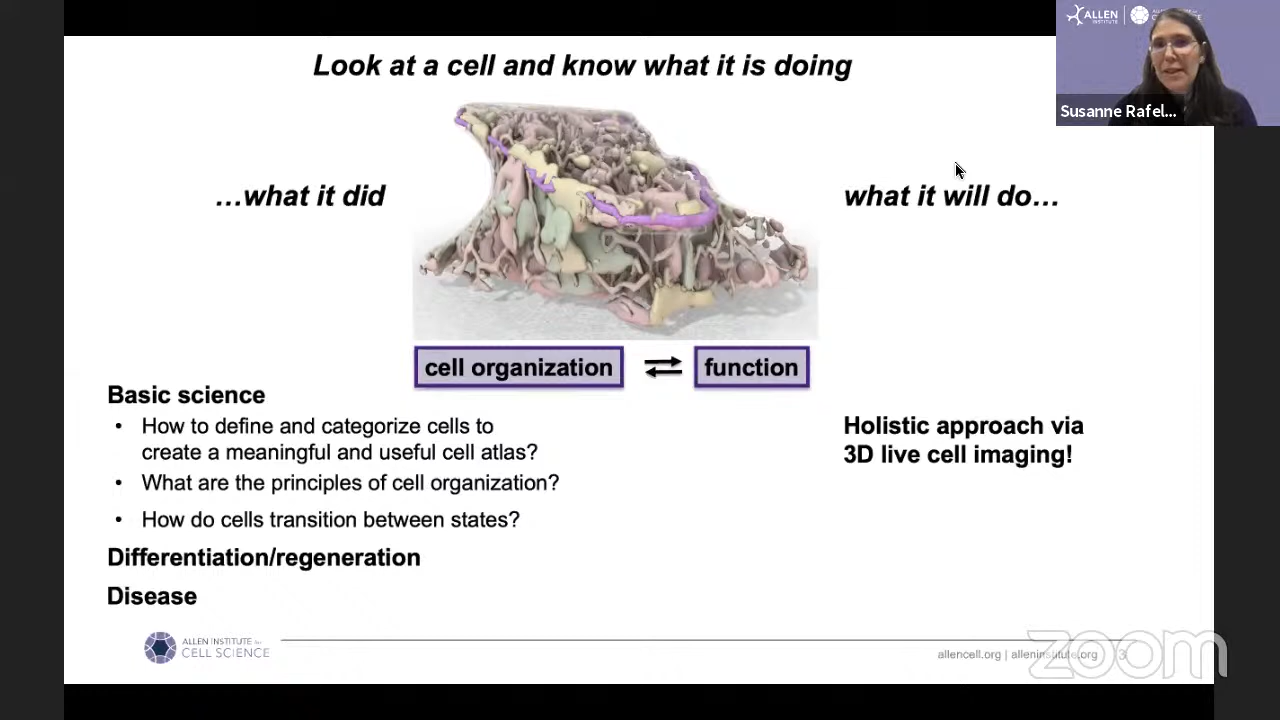 Look at a cell and know what it is doing
ALLEN
INSTITUTE
Susanne Rafel...
…what it did
what it will do…
cell organization
function
Basic science
• How to define and categorize cells to
create a meaningful and useful cell atlas?
• What are the principles of cell organization?
• How do cells transition between states?
Differentiation/regeneration
Disease
Holistic approach via
3D live cell imaging!
ALLEN INSTITUTE for
CELL SCIENCE
allencell.org | alleninstitute.org
3
zoom